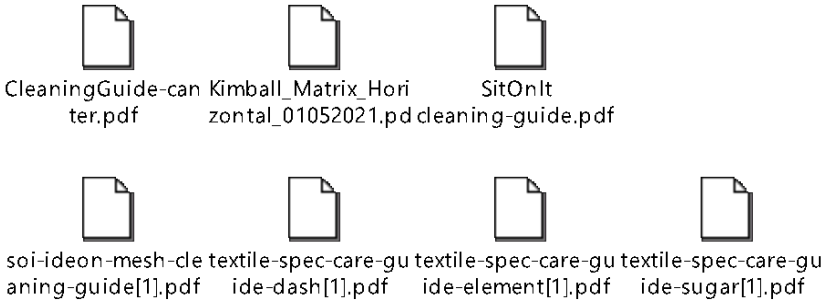 CleaningGuide-can Kimball_Matrix_Hori SitOnIt
ter.pdf zontal_01052021.pd cleaning-guide.pdf
soi-ideon-mesh-cle textile-spec-care-gu textile-spec-care-gu textile-spec-care-gu
aning-guide[1].pdf ide-dash[1].pdf ide-element[1].pdf ide-sugar[1].pdf